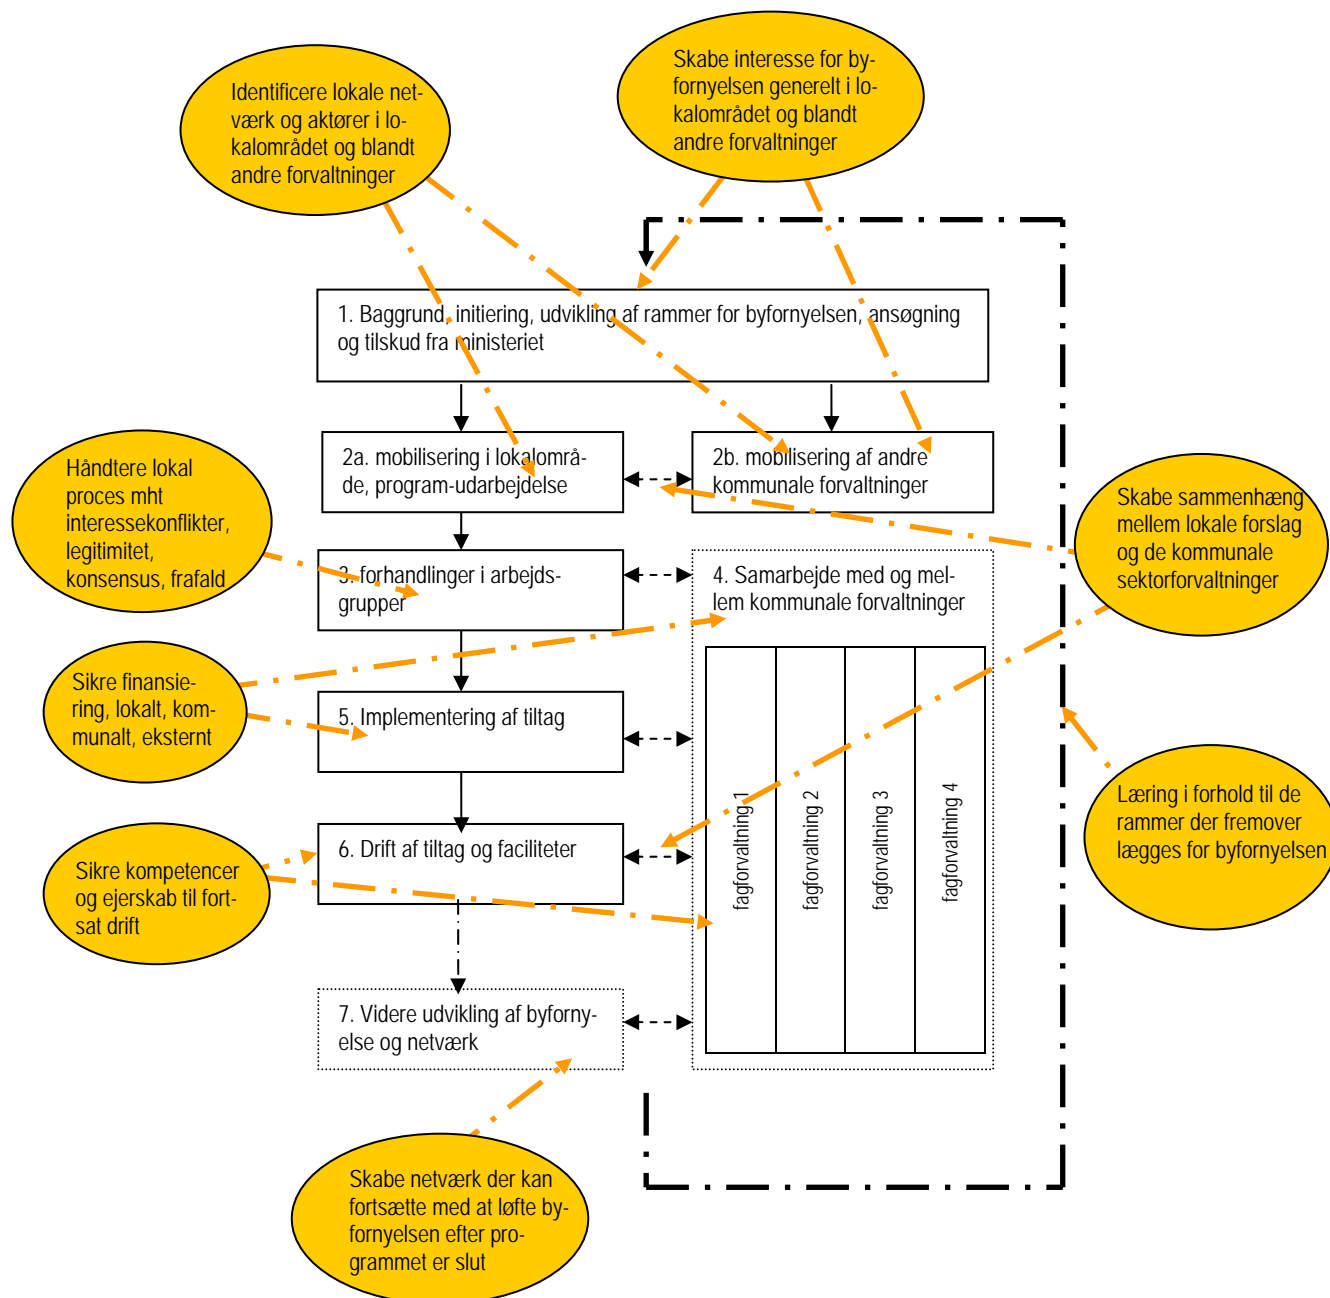 Identificere lokale net-
værk og aktører i lo-
kalområdet og blandt
andre forvaltninger
Skabe interesse for by-
fornyelsen generelt i lo-
kalområdet og blandt
andre forvaltninger
1. Baggrund, initiering, udvikling af rammer for byfornyelsen, ansøgning
og tilskud fra ministeriet
2a. mobilisering i lokalområ-
de, program-udarbejdelse
2b. mobilisering af andre
kommunale forvaltninger
Håndtere lokal
proces mht
interessekonflikter,
legitimitet,
konsensus, frafald
Skabe sammenhæng
mellem lokale forslag
og de kommunale
sektorforvaltninger
3. forhandlinger i arbejds-
grupper
4. Samarbejde med og mel-
lem kommunale forvaltninger
Sikre finansie-
ring, lokalt, kom-
munalt, eksternt
5. Implementering af tiltag
fagforvaltning 1
fagforvaltning 2
fagforvaltning 3
fagforvaltning 4
Læring i forhold til de
rammer der fremover
lægges for byfornyelsen
6. Drift af tiltag og faciliteter
Sikre kompetencer
og ejerskab til fort-
sat drift
7. Videre udvikling af byforny-
else og netværk
Skabe netværk der kan
fortsætte med at løfte by-
fornyelsen efter pro-
grammet er slut